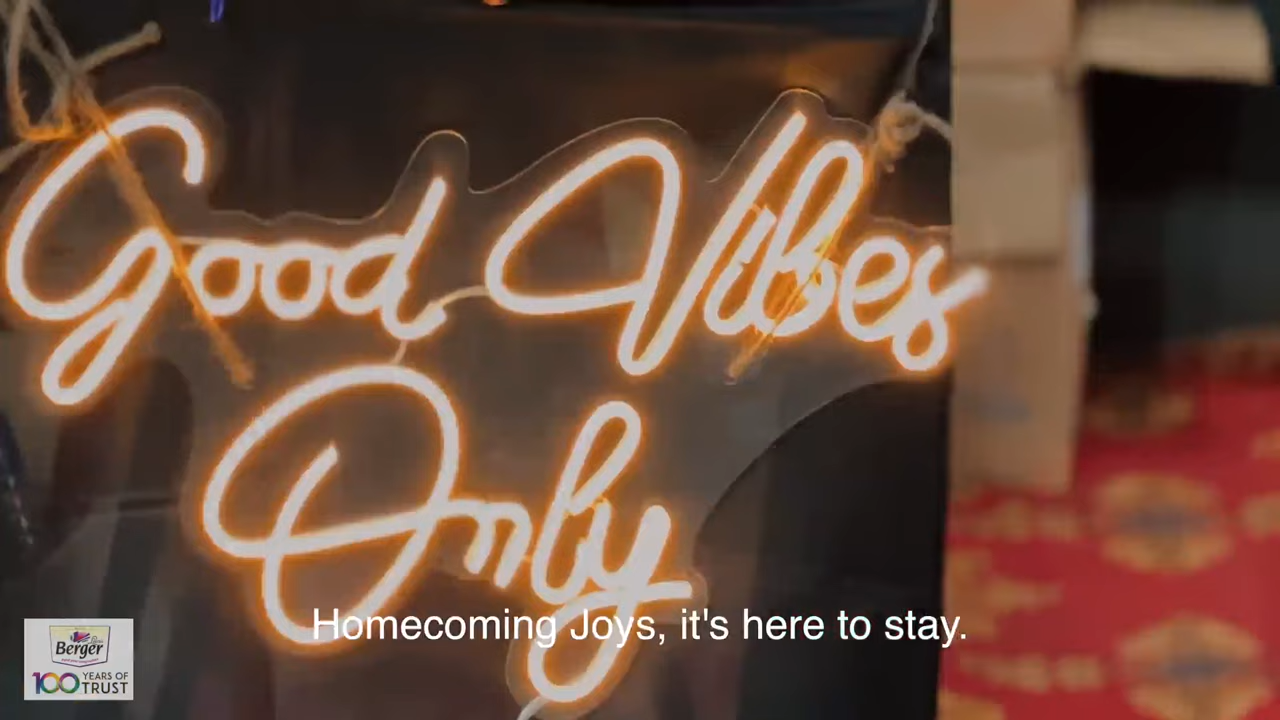 Good Vibes
Only
Homecoming Joys, it's here to stay.
Berger
100 YEARS OF
TRUST